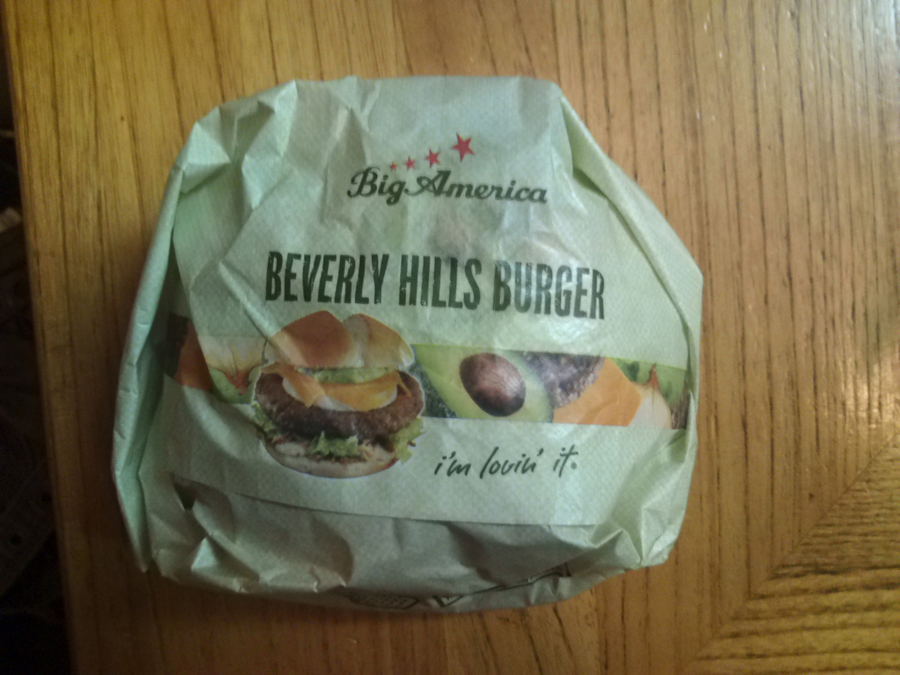 Big America
BEVERLY HILLS BURGER
i'm lovin' it.